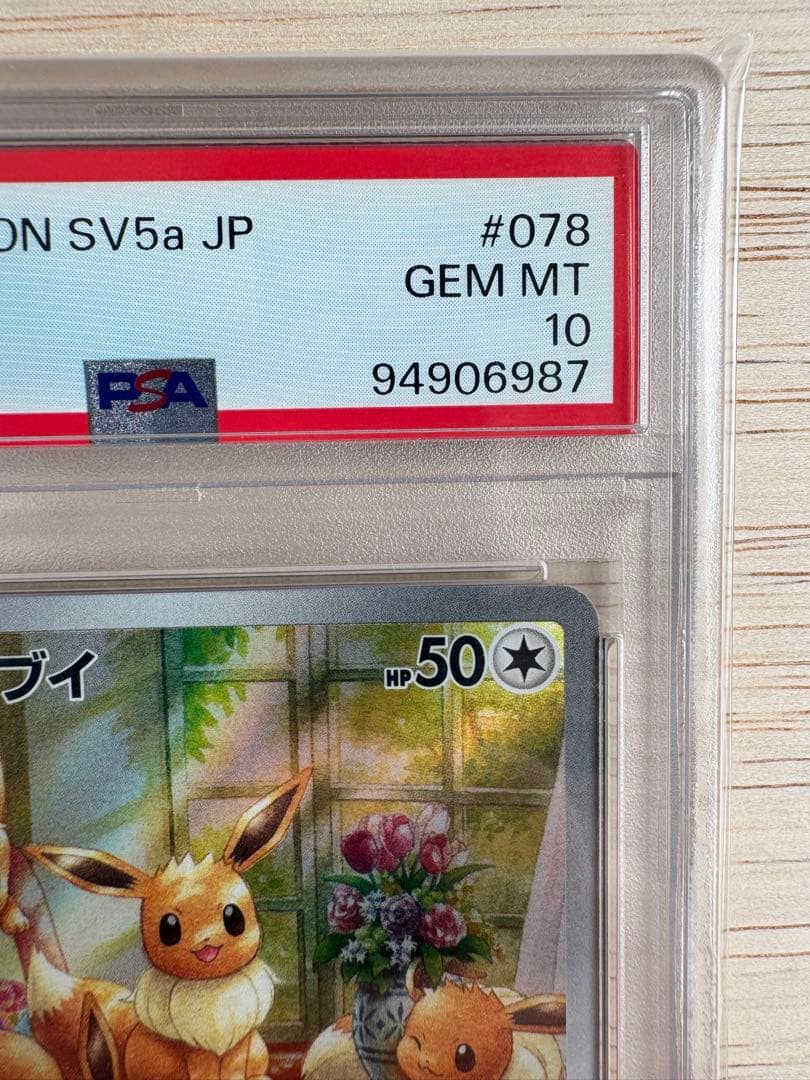 ON SV5a JP #078
GEM MT
10
PSA 94906987
ブイ HP50